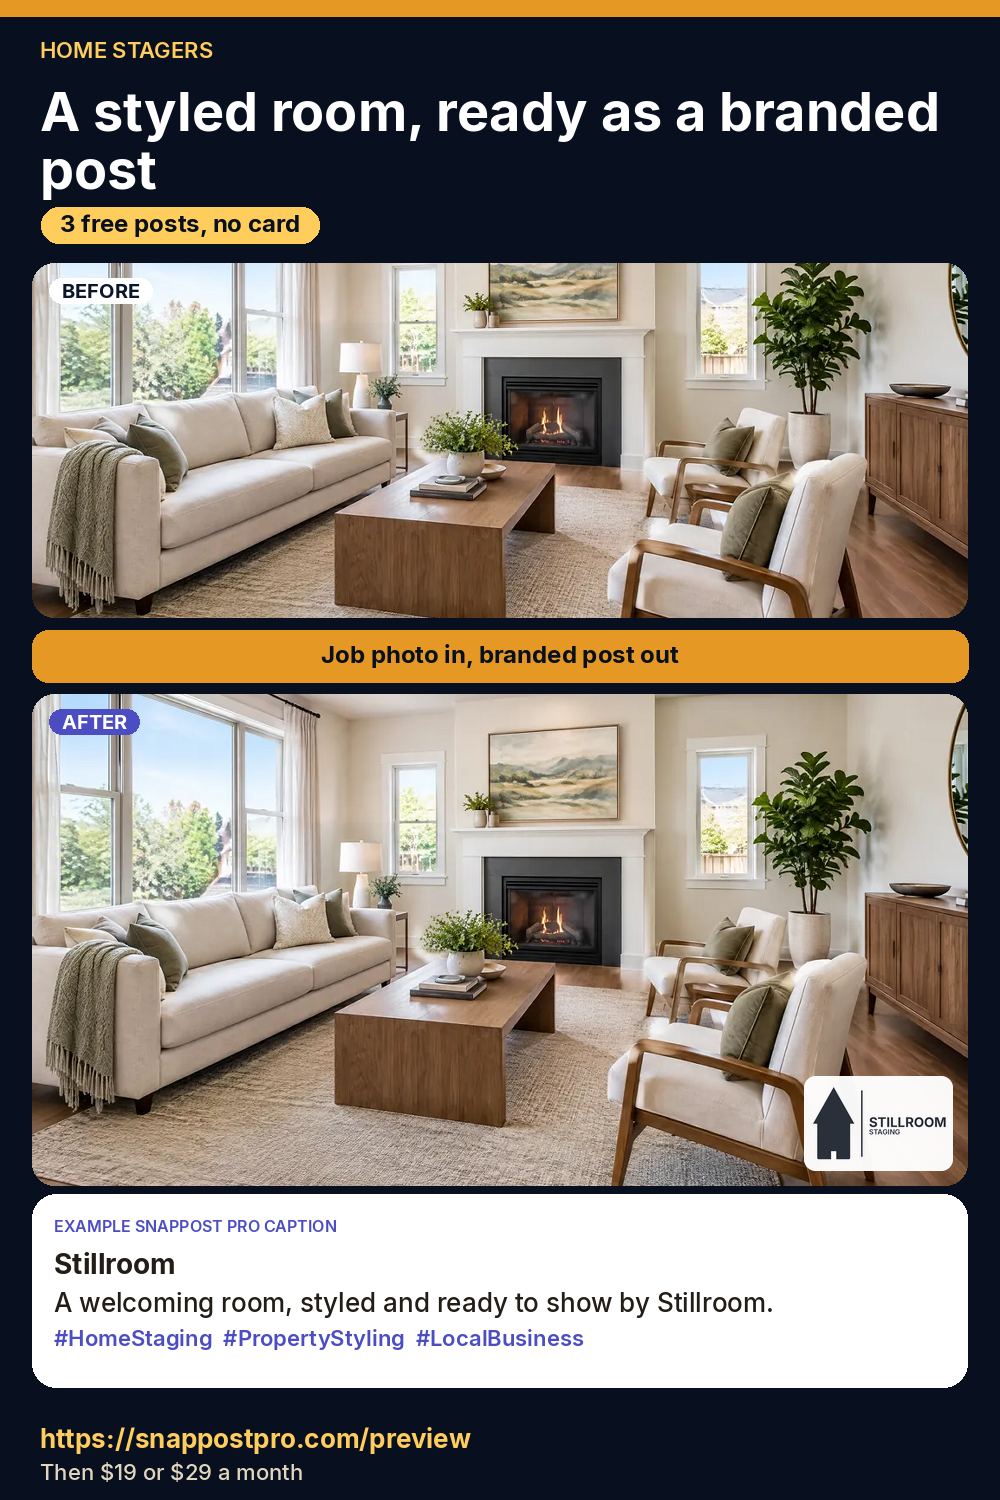 HOME STAGERS
A styled room, ready as a branded
post
3 free posts, no card
BEFORE
Job photo in, branded post out
AFTER
STILLROOM
STAGING
EXAMPLE SNAPPOST PRO CAPTION
Stillroom
A welcoming room, styled and ready to show by Stillroom.
#HomeStaging #PropertyStyling #LocalBusiness
https://snappostpro.com/preview
Then $19 or $29 a month